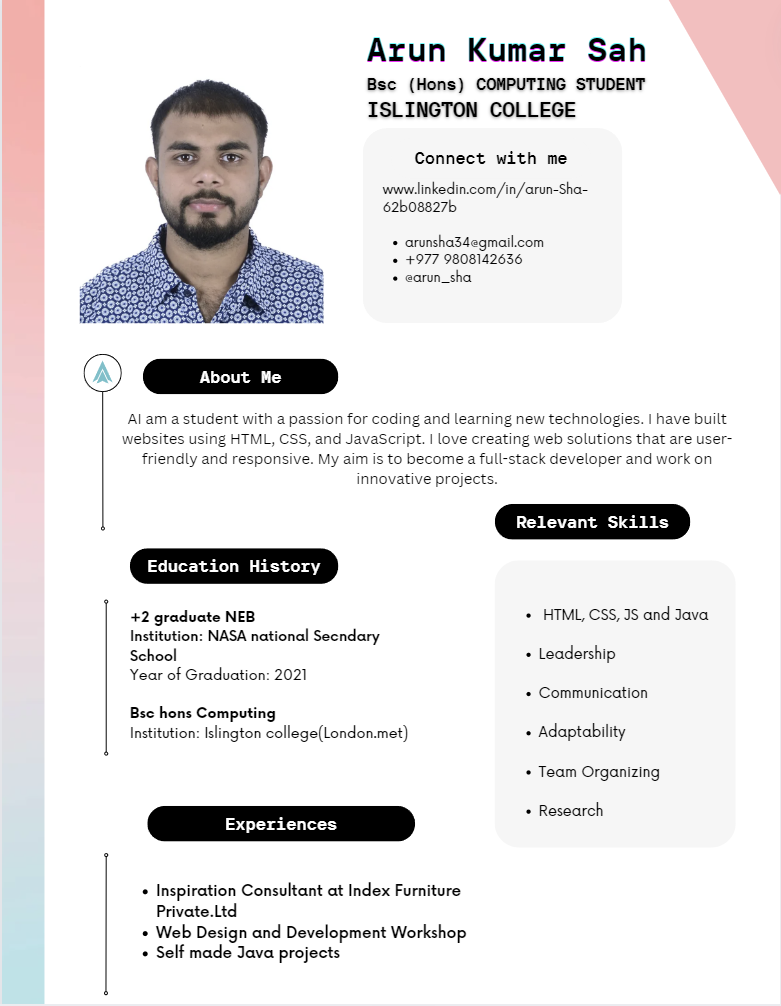 Arun Kumar Sah
Bsc (Hons) COMPUTING STUDENT
ISLINGTON COLLEGE
Connect with me
www.linkedin.com/in/arun-Sha-
62b08827b
• arunsha34@gmail.com
• +977 9808142636
• @arun_sha
About Me
AI am a student with a passion for coding and learning new technologies. I have built
websites using HTML, CSS, and JavaScript. I love creating web solutions that are user-
friendly and responsive. My aim is to become a full-stack developer and work on
innovative projects.
Education History
+2 graduate NEB
Institution: NASA national Secndary
School
Year of Graduation: 2021
Bsc hons Computing
Institution: Islington college(London.met)
Relevant Skills
• HTML, CSS, JS and Java
• Leadership
• Communication
• Adaptability
• Team Organizing
• Research
Experiences
• Inspiration Consultant at Index Furniture
Private.Ltd
• Web Design and Development Workshop
• Self made Java projects